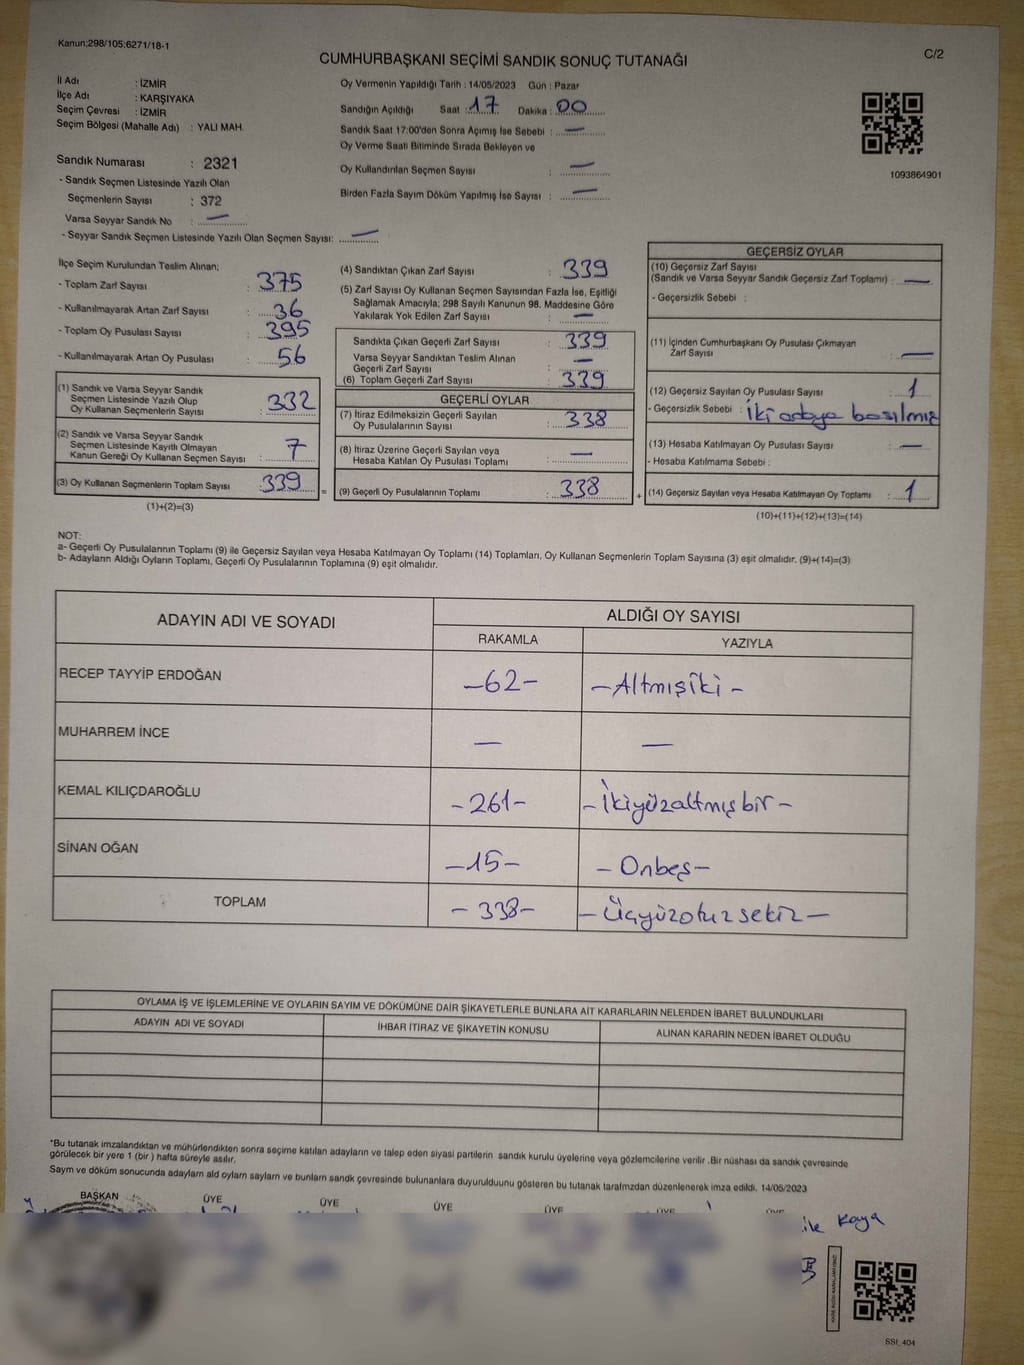 Kanun;298/105;6271/18-1
C/2
CUMHURBAŞKANI SEÇİMİ SANDIK SONUÇ TUTANAĞI
İl Adı : İZMİR
İlçe Adı : KARŞIYAKA
Seçim Çevresi : İZMİR
Seçim Bölgesi (Mahalle Adı) : YALI MAH.
Oy Vermenin Yapıldığı Tarih : 14/05/2023 Gün : Pazar
Sandığın Açıldığı Saat : 17 Dakika : 00
Sandık Saat 17:00'den Sonra Açımış İse Sebebi : —
Oy Verme Saati Bitiminde Sırada Bekleyen ve
Oy Kullandırılan Seçmen Sayısı : —
Birden Fazla Sayım Döküm Yapılmış İse Sayısı : —
1093864901
Sandık Numarası : 2321
- Sandık Seçmen Listesinde Yazılı Olan
Seçmenlerin Sayısı : 372
Varsa Seyyar Sandık No : —
- Seyyar Sandık Seçmen Listesinde Yazılı Olan Seçmen Sayısı: —
İlçe Seçim Kurulundan Teslim Alınan;
- Toplam Zarf Sayısı : 375
- Kullanılmayarak Artan Zarf Sayısı : 36
- Toplam Oy Pusulası Sayısı : 395
- Kullanılmayarak Artan Oy Pusulası : 56
(1) Sandık ve Varsa Seyyar Sandık
Seçmen Listesinde Yazılı Olup
Oy Kullanan Seçmenlerin Sayısı : 332
(2) Sandık ve Varsa Seyyar Sandık
Seçmen Listesinde Kayıtlı Olmayan
Kanun Gereği Oy Kullanan Seçmen Sayısı : 7
(3) Oy Kullanan Seçmenlerin Toplam Sayısı : 339
(1)+(2)=(3)
(4) Sandıktan Çıkan Zarf Sayısı : 339
(5) Zarf Sayısı Oy Kullanan Seçmen Sayısından Fazla İse, Eşitliği
Sağlamak Amacıyla; 298 Sayılı Kanunun 98. Maddesine Göre
Yakılarak Yok Edilen Zarf Sayısı : —
Sandıkta Çıkan Geçerli Zarf Sayısı : 339
Varsa Seyyar Sandıktan Teslim Alınan
Geçerli Zarf Sayısı : —
(6) Toplam Geçerli Zarf Sayısı : 339
GEÇERLİ OYLAR
(7) İtiraz Edilmeksizin Geçerli Sayılan
Oy Pusulalarının Sayısı : 338
(8) İtiraz Üzerine Geçerli Sayılan veya
Hesaba Katılan Oy Pusulası Toplamı : —
= (9) Geçerli Oy Pusulalarının Toplamı : 338 +
GEÇERSİZ OYLAR
(10) Geçersiz Zarf Sayısı
(Sandık ve Varsa Seyyar Sandık Geçersiz Zarf Toplamı) : —
- Geçersizlik Sebebi :
(11) İçinden Cumhurbaşkanı Oy Pusulası Çıkmayan
Zarf Sayısı : —
(12) Geçersiz Sayılan Oy Pusulası Sayısı : 1
- Geçersizlik Sebebi : İki adaya basılmış
(13) Hesaba Katılmayan Oy Pusulası Sayısı : —
- Hesaba Katılmama Sebebi :
(14) Geçersiz Sayılan veya Hesaba Katılmayan Oy Toplamı : 1
(10)+(11)+(12)+(13)=(14)
NOT:
a- Geçerli Oy Pusulalarının Toplamı (9) ile Geçersiz Sayılan veya Hesaba Katılmayan Oy Toplamı (14) Toplamları, Oy Kullanan Seçmenlerin Toplam Sayısına (3) eşit olmalıdır. (9)+(14)=(3)
b- Adayların Aldığı Oyların Toplamı, Geçerli Oy Pusulalarının Toplamına (9) eşit olmalıdır.
ADAYIN ADI VE SOYADI
ALDIĞI OY SAYISI
RAKAMLA YAZIYLA
RECEP TAYYİP ERDOĞAN -62- -Altmışiki-
MUHARREM İNCE — —
KEMAL KILIÇDAROĞLU -261- -İkiyüzaltmışbir-
SİNAN OĞAN -15- -Onbeş-
TOPLAM -338- -Üçyüzotuzsekiz-
OYLAMA İŞ VE İŞLEMLERİNE VE OYLARIN SAYIM VE DÖKÜMÜNE DAİR ŞİKAYETLERLE BUNLARA AİT KARARLARIN NELERDEN İBARET BULUNDUKLARI
ADAYIN ADI VE SOYADI İHBAR İTİRAZ VE ŞİKAYETİN KONUSU ALINAN KARARIN NEDEN İBARET OLDUĞU
*Bu tutanak imzalandıktan ve mühürlendikten sonra seçime katılan adayların ve talep eden siyasi partilerin sandık kurulu üyelerine veya gözlemcilerine verilir .Bir nüshası da sandık çevresinde
görülecek bir yere 1 (bir ) hafta süreyle asılır.
Sayım ve döküm sonucunda adayların ald oyların sayların ve bunların sandk çevresinde bulunanlara duyurulduunu gösteren bu tutanak tarafmzdan düzenlenerek imza edildi. 14/05/2023
BAŞKAN ÜYE ÜYE ÜYE ÜYE ÜYE
Kaya
SSI_404